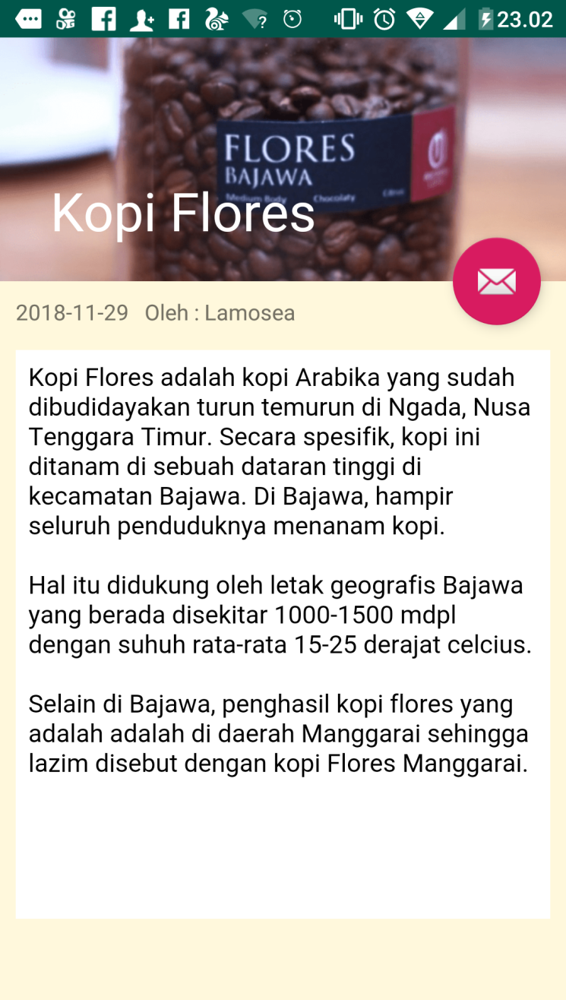 23.02
FLORES
BAJAWA
Medium Body Chocolaty Citrus
Kopi Flores
2018-11-29 Oleh : Lamosea
Kopi Flores adalah kopi Arabika yang sudah
dibudidayakan turun temurun di Ngada, Nusa
Tenggara Timur. Secara spesifik, kopi ini
ditanam di sebuah dataran tinggi di
kecamatan Bajawa. Di Bajawa, hampir
seluruh penduduknya menanam kopi.
Hal itu didukung oleh letak geografis Bajawa
yang berada disekitar 1000-1500 mdpl
dengan suhuh rata-rata 15-25 derajat celcius.
Selain di Bajawa, penghasil kopi flores yang
adalah adalah di daerah Manggarai sehingga
lazim disebut dengan kopi Flores Manggarai.